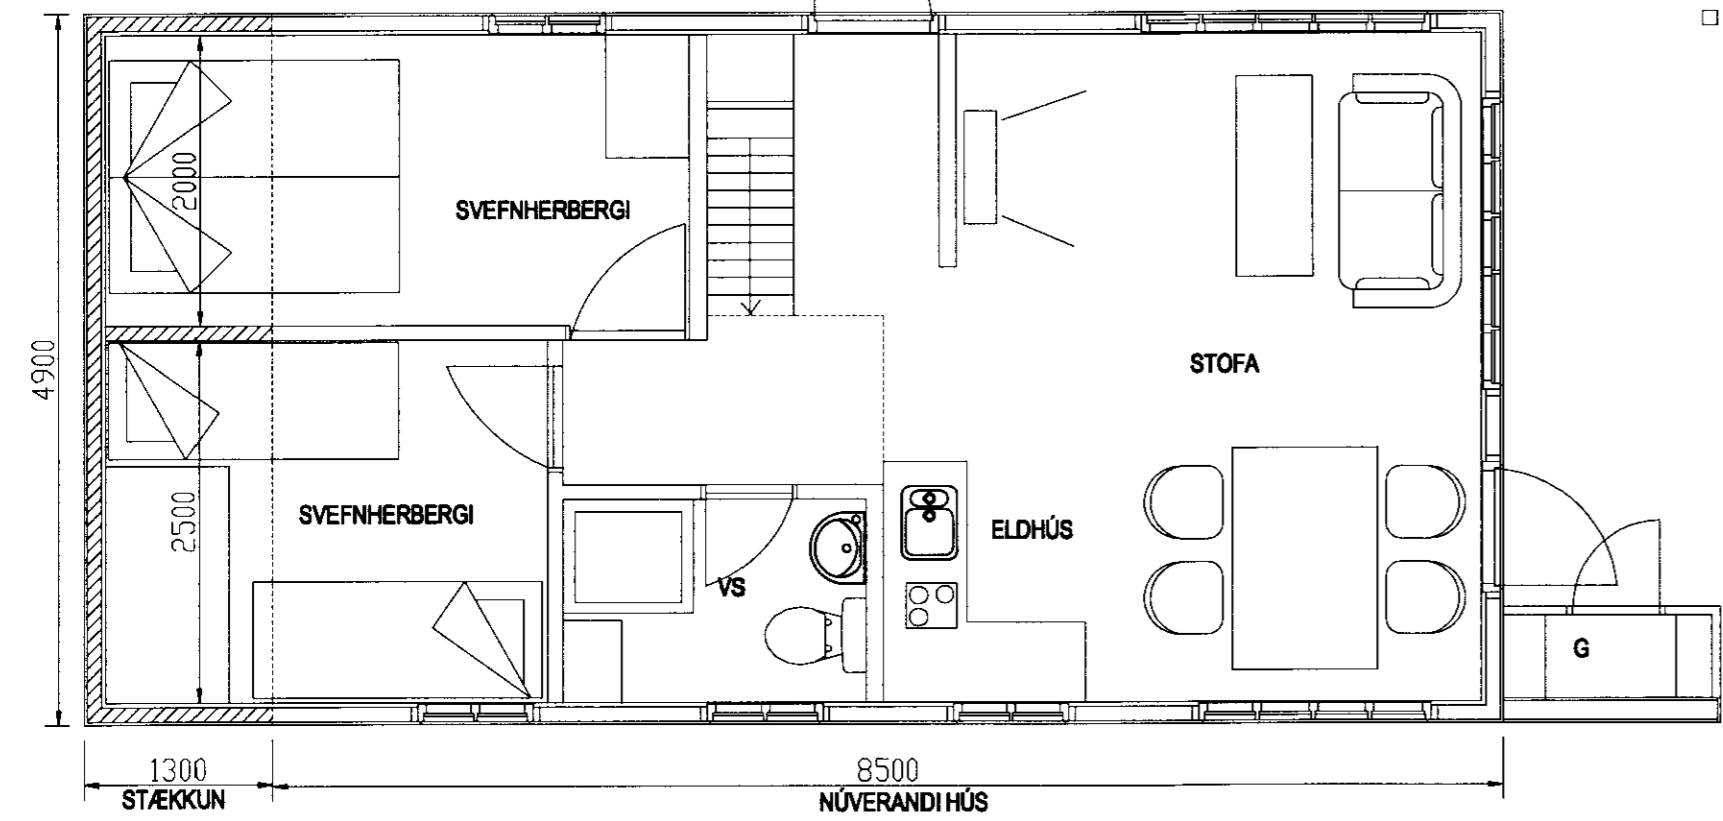 2000
SVEFNHERBERGI
4900
STOFA
2500
SVEFNHERBERGI
ELDHÚS
VS
G
1300
8500
STÆKKUN
NÚVERANDI HÚS